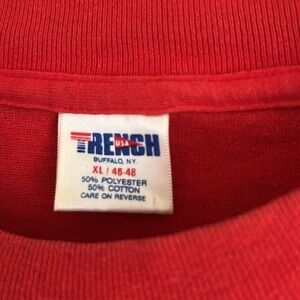 TRENCH
USA
BUFFALO, N.Y.
XL / 46-48
50% POLYESTER
50% COTTON
CARE ON REVERSE